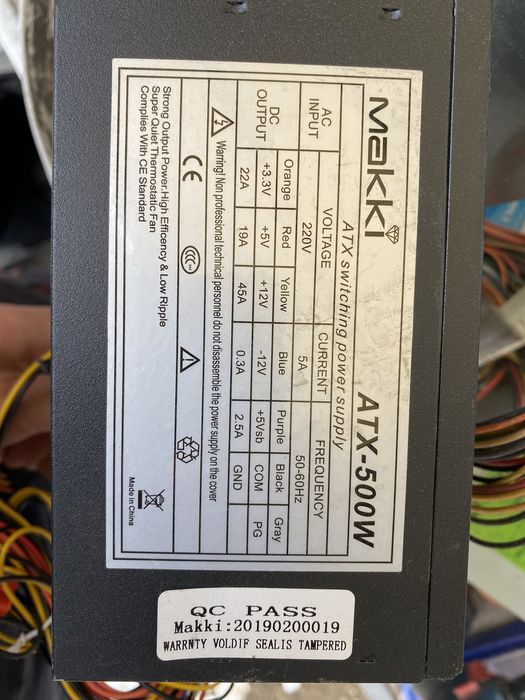 Makki ATX-500W
ATX switching power supply
AC INPUT VOLTAGE CURRENT FREQUENCY
220V 5A 50-60Hz
DC OUTPUT Orange Red Yellow Blue Purple Black Gray
+3.3V +5V +12V -12V +5Vsb COM PG
22A 19A 45A 0.3A 2.5A GND
Warning! Non professional technical personnel do not disassemble the power supply on the cover
CE CCC
Strong Output Power.High Efficency & Low Ripple
Super Quiet Thermostatic Fan
Complies With CE Standard
Made in China
QC PASS
Makki:20190200019
WARRNTY VOLDIF SEALIS TAMPERED